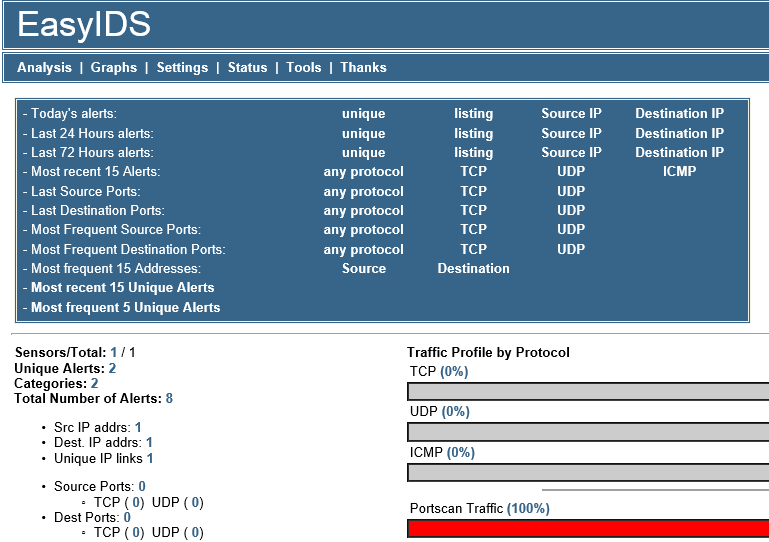 EasyIDS
Analysis | Graphs | Settings | Status | Tools | Thanks
- Today's alerts: unique listing Source IP Destination IP
- Last 24 Hours alerts: unique listing Source IP Destination IP
- Last 72 Hours alerts: unique listing Source IP Destination IP
- Most recent 15 Alerts: any protocol TCP UDP ICMP
- Last Source Ports: any protocol TCP UDP
- Last Destination Ports: any protocol TCP UDP
- Most Frequent Source Ports: any protocol TCP UDP
- Most Frequent Destination Ports: any protocol TCP UDP
- Most frequent 15 Addresses: Source Destination
- Most recent 15 Unique Alerts
- Most frequent 5 Unique Alerts
Sensors/Total: 1 / 1
Unique Alerts: 2
Categories: 2
Total Number of Alerts: 8
• Src IP addrs: 1
• Dest. IP addrs: 1
• Unique IP links 1
• Source Ports: 0
◦ TCP ( 0) UDP ( 0)
• Dest Ports: 0
◦ TCP ( 0) UDP ( 0)
Traffic Profile by Protocol
TCP (0%)
UDP (0%)
ICMP (0%)
Portscan Traffic (100%)